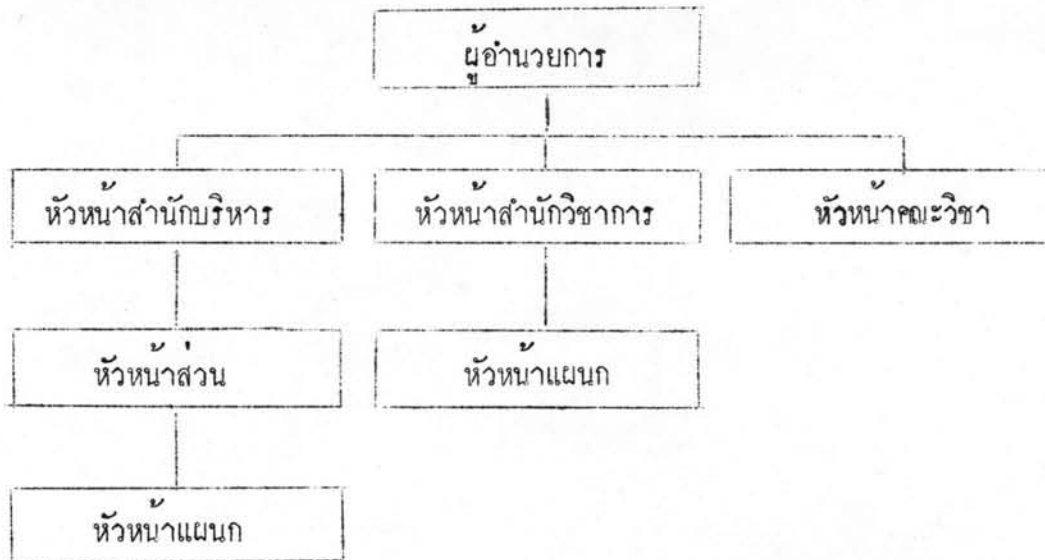 ผู้อำนวยการ
หัวหน้าสำนักบริหาร
หัวหน้าสำนักวิชาการ
หัวหน้าคณะวิชา
หัวหน้าส่วน
หัวหน้าแผนก
หัวหน้าแผนก